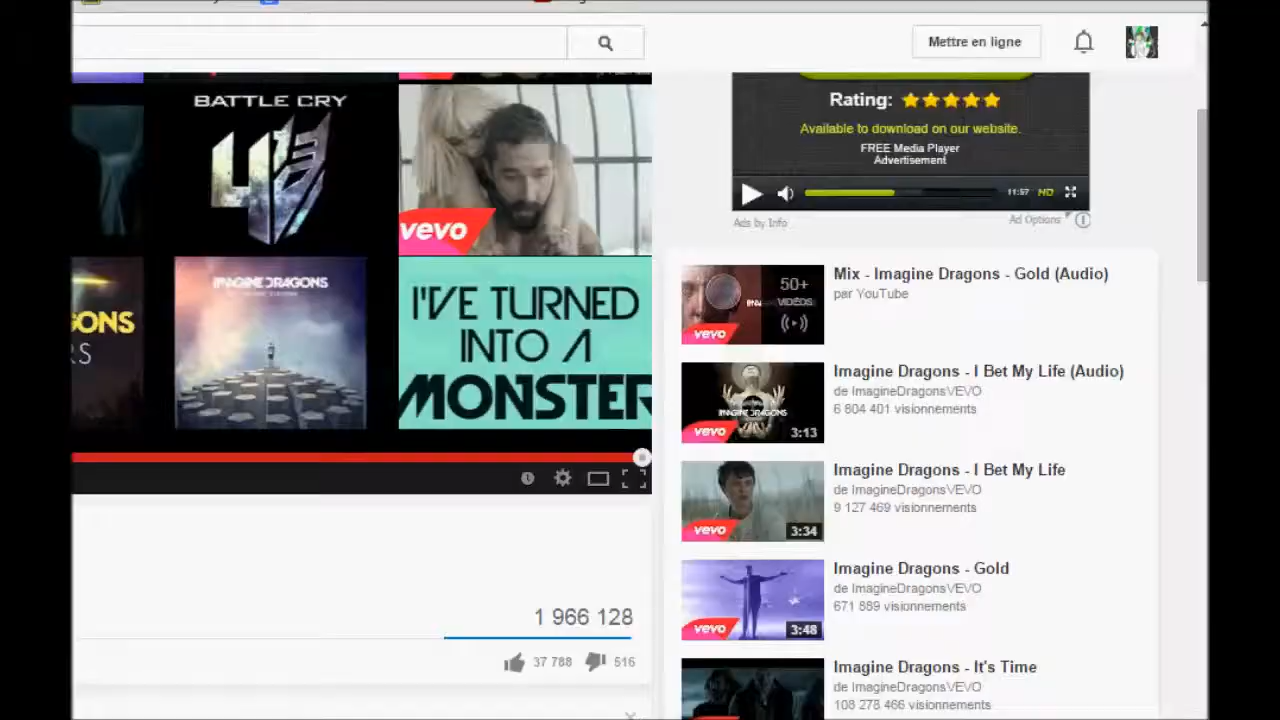 Mettre en ligne
BATTLE CRY
4
vevo
IMAGINE DRAGONS
I'VE TURNED
INTO A
MONSTER
Rating:
Available to download on our website.
FREE Media Player
Advertisement
11:57 HD
Ads by Info
Ad Options
50+
VIDÉOS
vevo
Mix - Imagine Dragons - Gold (Audio)
par YouTube
IMAGINE DRAGONS
vevo
3:13
Imagine Dragons - I Bet My Life (Audio)
de ImagineDragonsVEVO
6 804 401 visionnements
vevo
3:34
Imagine Dragons - I Bet My Life
de ImagineDragonsVEVO
9 127 469 visionnements
vevo
3:48
Imagine Dragons - Gold
de ImagineDragonsVEVO
671 889 visionnements
Imagine Dragons - It's Time
de ImagineDragonsVEVO
108 278 466 visionnements
1 966 128
37 788
516